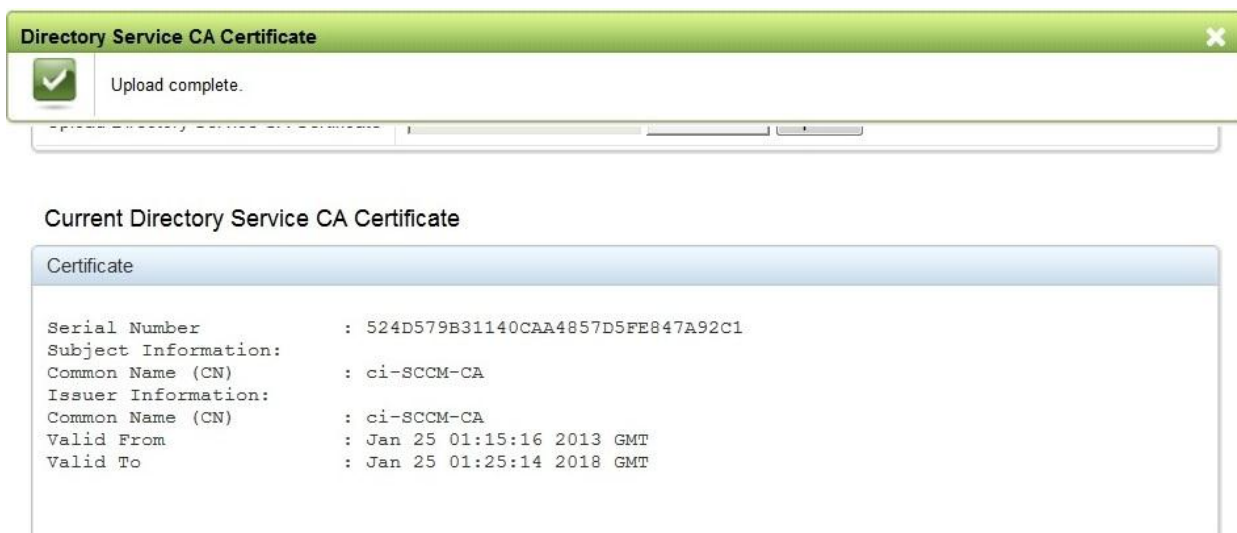 Directory Service CA Certificate
Upload complete.
Current Directory Service CA Certificate
Certificate
Serial Number : 524D579B31140CAA4857D5FE847A92C1
Subject Information:
Common Name (CN) : ci-SCCM-CA
Issuer Information:
Common Name (CN) : ci-SCCM-CA
Valid From : Jan 25 01:15:16 2013 GMT
Valid To : Jan 25 01:25:14 2018 GMT